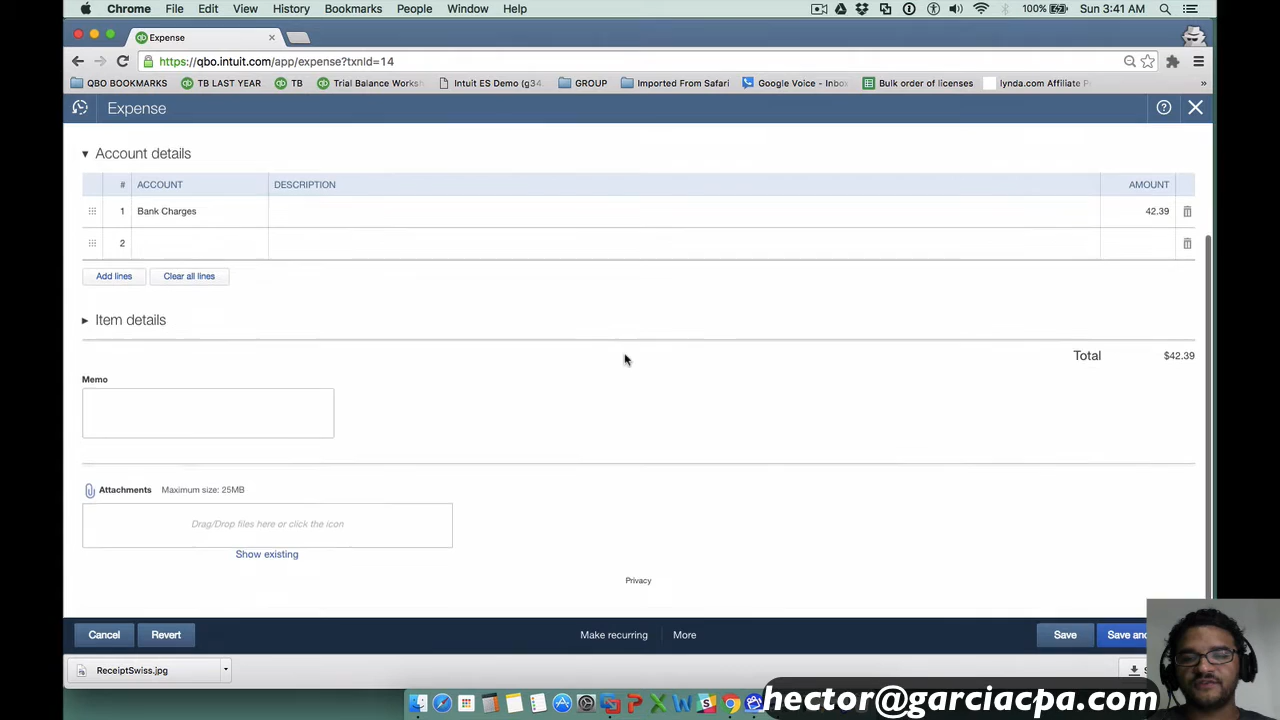 Chrome File Edit View History Bookmarks People Window Help 100% Sun 3:41 AM
Expense
https://qbo.intuit.com/app/expense?txnId=14
QBO BOOKMARKS TB LAST YEAR TB Trial Balance Works Intuit ES Demo (g34 GROUP Imported From Safari Google Voice - Inbox Bulk order of licenses lynda.com Affiliate P »
Expense
Account details
# ACCOUNT DESCRIPTION AMOUNT
1 Bank Charges 42.39
2
Add lines Clear all lines
Item details
Total $42.39
Memo
Attachments Maximum size: 25MB
Drag/Drop files here or click the icon
Show existing
Privacy
Cancel Revert Make recurring More Save Save and
ReceiptSwiss.jpg
hector@garciacpa.com